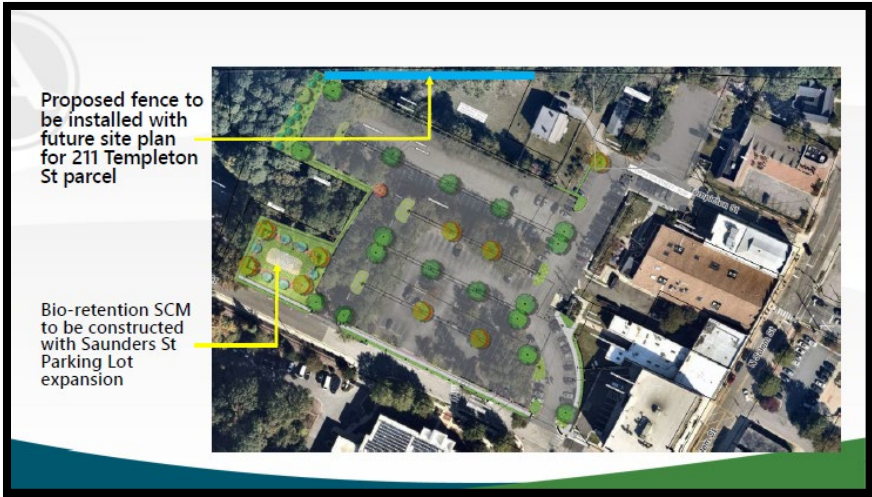 Proposed fence to
be installed with
future site plan
for 211 Templeton
St parcel
Bio-retention SCM
to be constructed
with Saunders St
Parking Lot
expansion